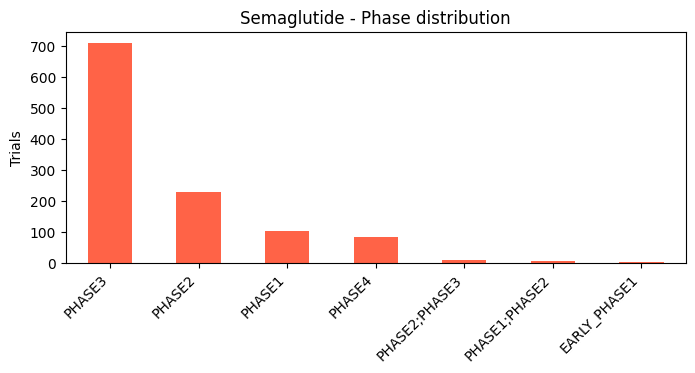 Semaglutide - Phase distribution
Trials
700
600
500
400
300
200
100
0
PHASE3
PHASE2
PHASE1
PHASE4
PHASE2;PHASE3
PHASE1;PHASE2
EARLY_PHASE1